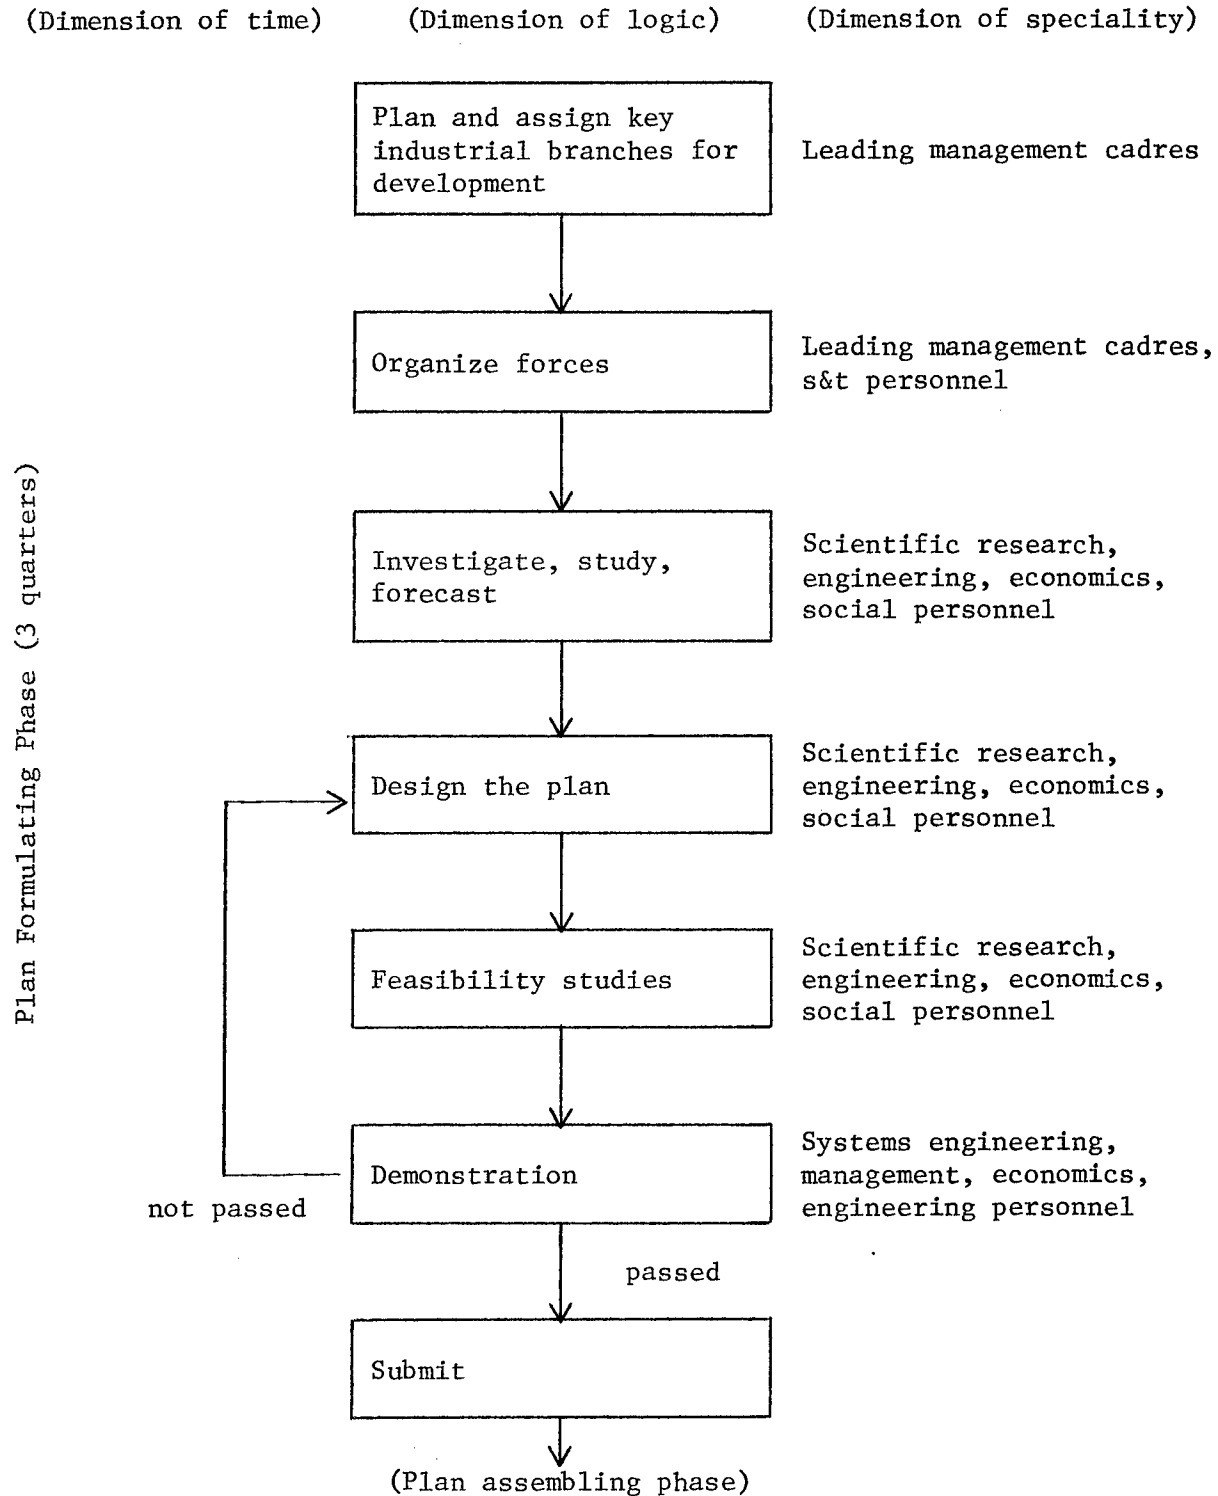 (Dimension of time) (Dimension of logic) (Dimension of speciality)
Plan and assign key
industrial branches for
development
Leading management cadres
Organize forces
Leading management cadres,
s&t personnel
Plan Formulating Phase (3 quarters)
Investigate, study,
forecast
Scientific research,
engineering, economics,
social personnel
Design the plan
Scientific research,
engineering, economics,
social personnel
Feasibility studies
Scientific research,
engineering, economics,
social personnel
Demonstration
Systems engineering,
management, economics,
engineering personnel
not passed
passed
Submit
(Plan assembling phase)